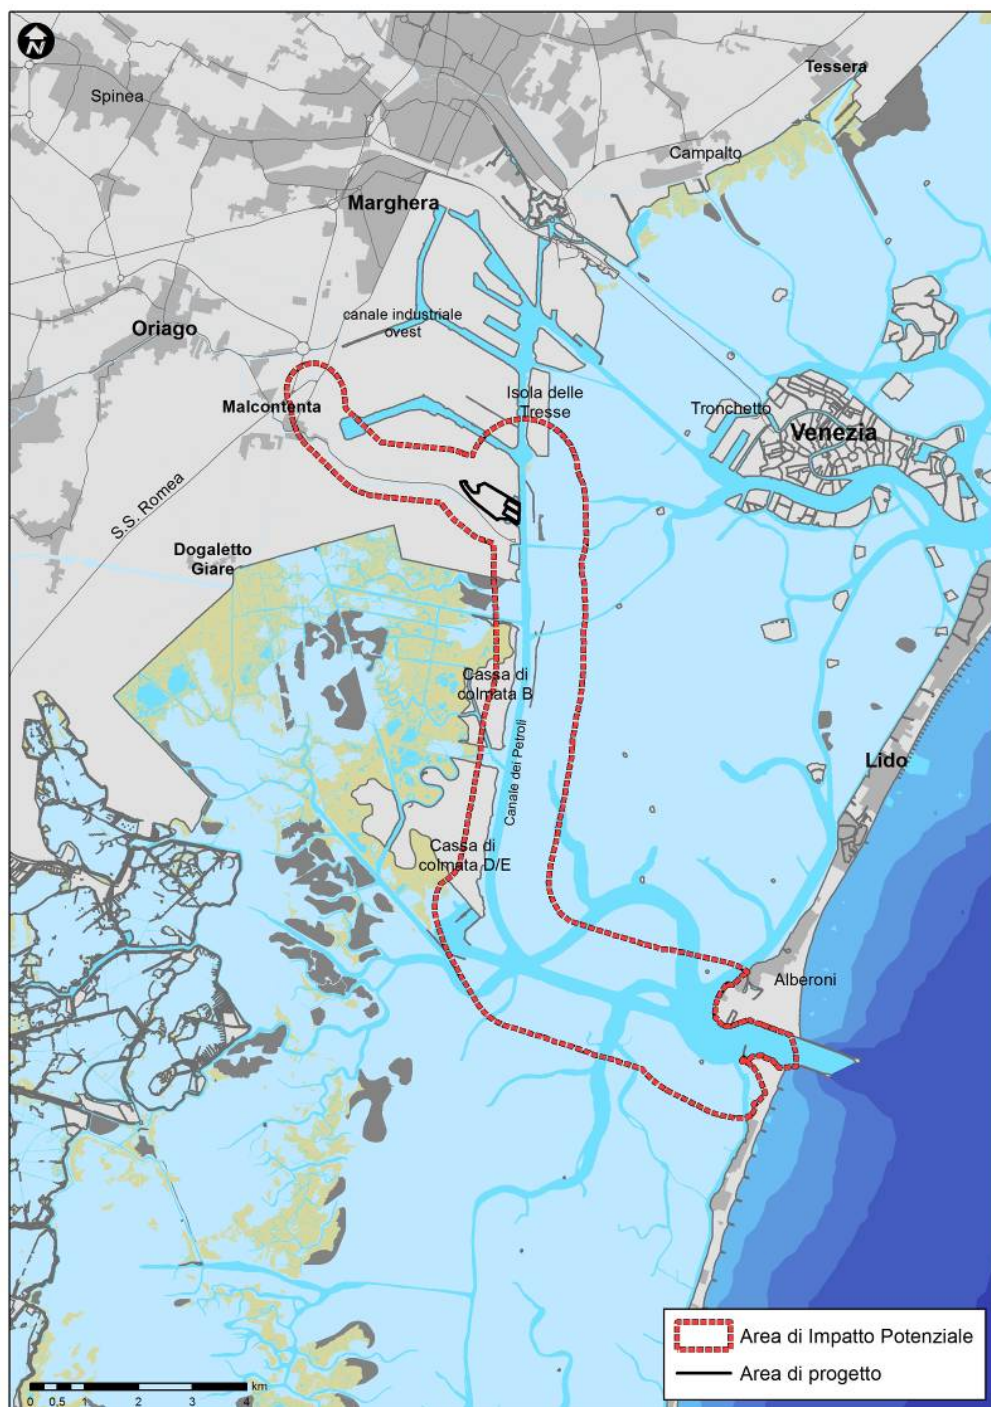 N
Tessera
Spinea
Campalto
Marghera
canale industriale
ovest
Oriago
Isola delle
Tresse
Malcontenta
Tronchetto
Venezia
S.S. Romea
Dogaletto
Giare
Cassa di
colmata B
Canale dei Petroli
Lido
Cassa di
colmata D/E
Alberoni
Area di Impatto Potenziale
Area di progetto
km
0 0,5 1 2 3 4